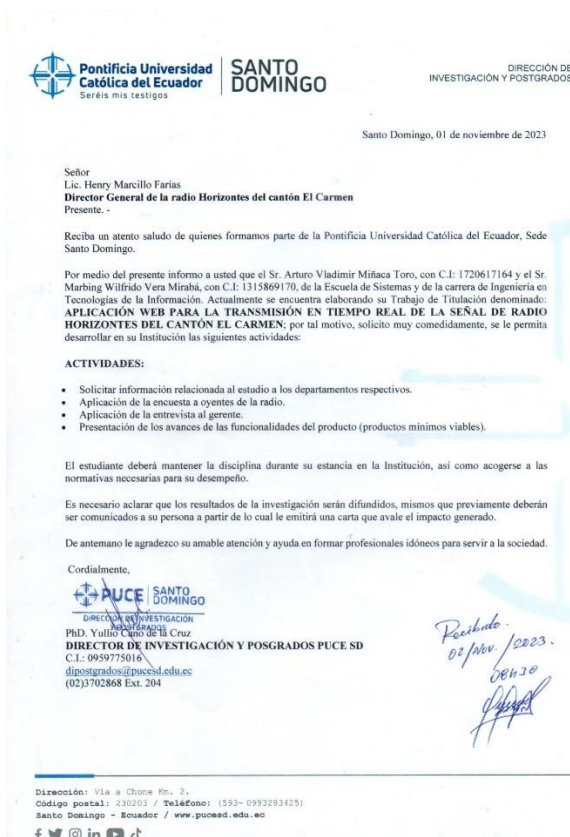 Pontificia Universidad
Católica del Ecuador
Seréis mis testigos
SANTO
DOMINGO
DIRECCIÓN DE
INVESTIGACIÓN Y POSTGRADOS
Santo Domingo, 01 de noviembre de 2023
Señor
Lic. Henry Marcillo Farías
Director General de la radio Horizontes del cantón El Carmen
Presente. -
Reciba un atento saludo de quienes formamos parte de la Pontificia Universidad Católica del Ecuador, Sede
Santo Domingo.
Por medio del presente informo a usted que el Sr. Arturo Vladimir Miñaca Toro, con C.I: 1720617164 y el Sr.
Marbing Wilfrido Vera Mirabá, con C.I: 1315869170, de la Escuela de Sistemas y de la carrera de Ingeniería en
Tecnologías de la Información. Actualmente se encuentra elaborando su Trabajo de Titulación denominado:
APLICACIÓN WEB PARA LA TRANSMISIÓN EN TIEMPO REAL DE LA SEÑAL DE RADIO
HORIZONTES DEL CANTÓN EL CARMEN; por tal motivo, solicito muy comedidamente, se le permita
desarrollar en su Institución las siguientes actividades:
ACTIVIDADES:
• Solicitar información relacionada al estudio a los departamentos respectivos.
• Aplicación de la encuesta a oyentes de la radio.
• Aplicación de la entrevista al gerente.
• Presentación de los avances de las funcionalidades del producto (productos mínimos viables).
El estudiante deberá mantener la disciplina durante su estancia en la Institución, así como acogerse a las
normativas necesarias para su desempeño.
Es necesario aclarar que los resultados de la investigación serán difundidos, mismos que previamente deberán
ser comunicados a su persona a partir de lo cual le emitirá una carta que avale el impacto generado.
De antemano le agradezco su amable atención y ayuda en formar profesionales idóneos para servir a la sociedad.
Cordialmente,
PUCE SANTO
DOMINGO
DIRECCIÓN DE INVESTIGACIÓN
Y POSTGRADOS
PhD. Yullio Cano de la Cruz
DIRECTOR DE INVESTIGACIÓN Y POSGRADOS PUCE SD
C.I.: 0959775016
dipostgrados@pucesd.edu.ec
(02)3702868 Ext. 204
Recibido.
02/Nov./2023.
08h30
Dirección: Vía a Chone Km. 2.
Código postal: 230203 / Teléfono: (593- 0993283425)
Santo Domingo - Ecuador / www.pucesd.edu.ec